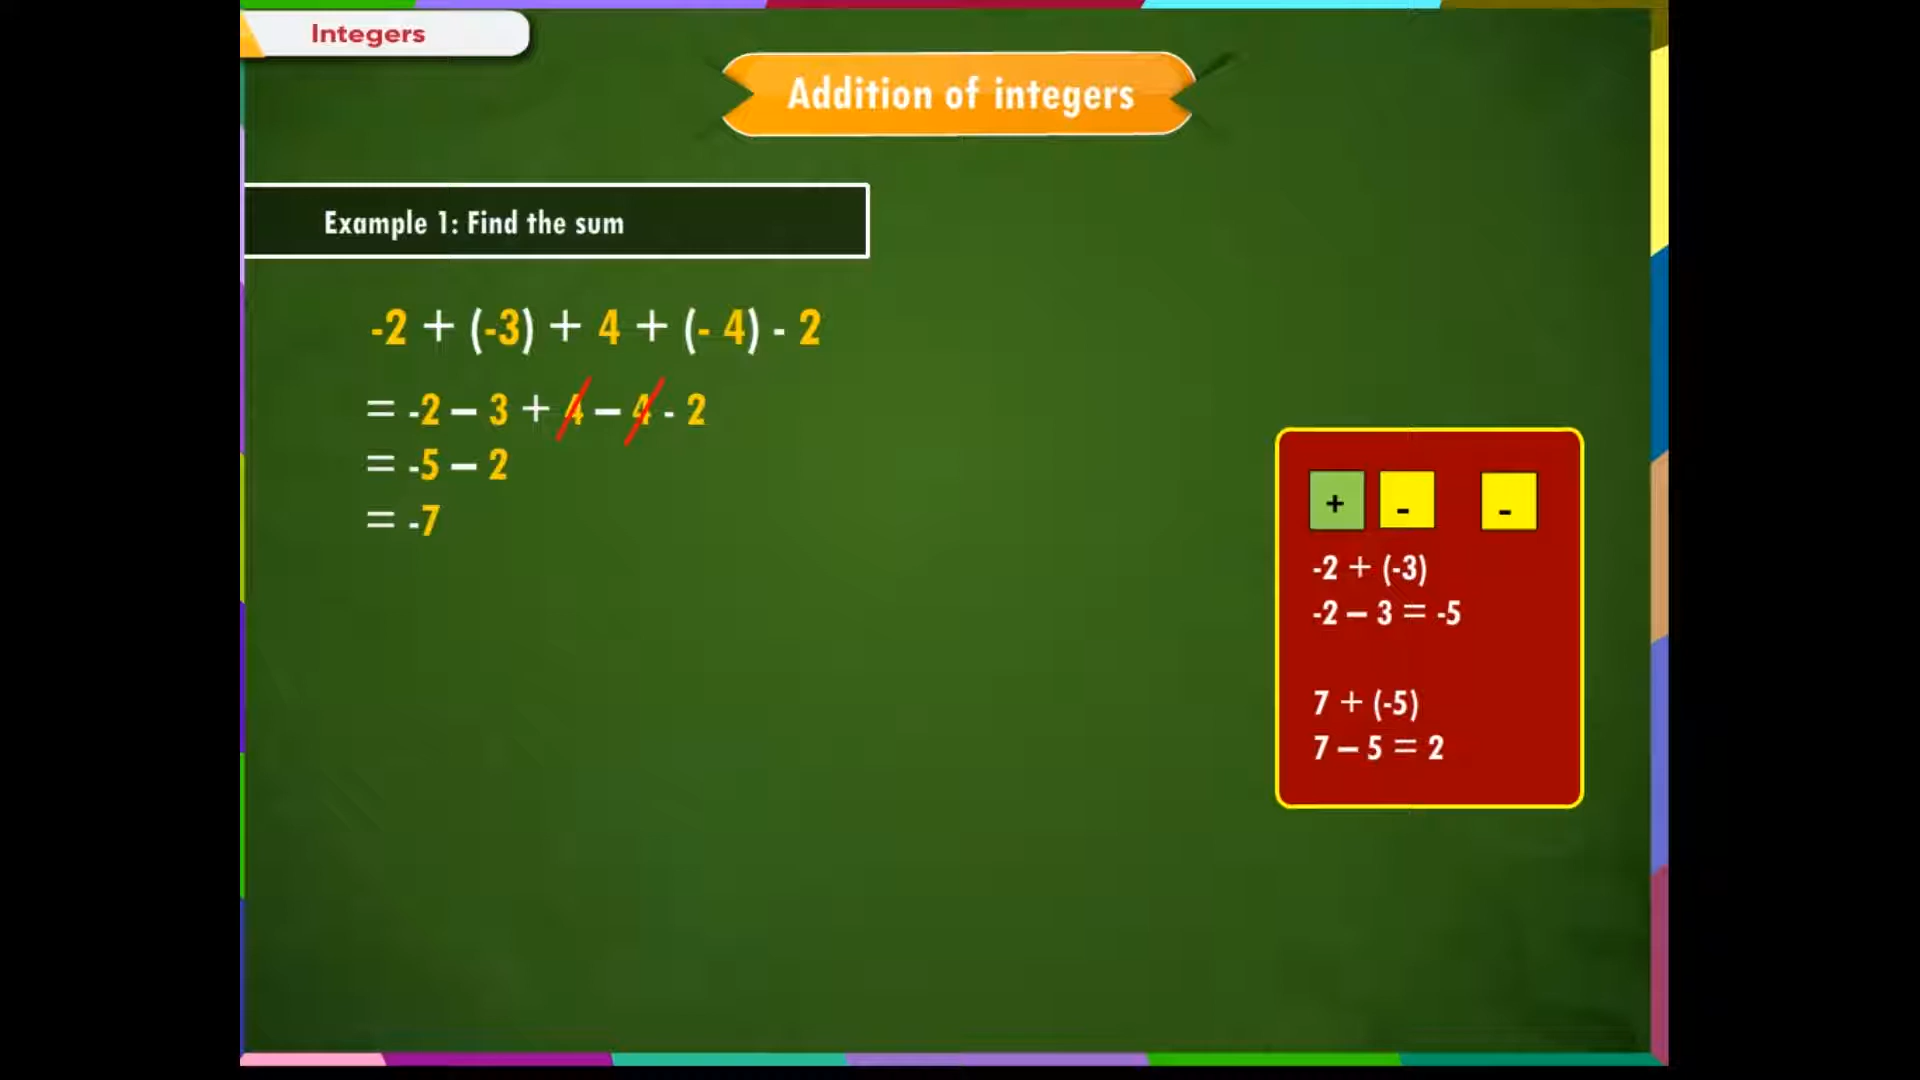 Integers
Addition of integers
Example 1: Find the sum
-2 + (-3) + 4 + (- 4) - 2
= -2 – 3 + 4 – 4 - 2
= -5 – 2
= -7
+ - -
-2 + (-3)
-2 – 3 = -5
7 + (-5)
7 – 5 = 2